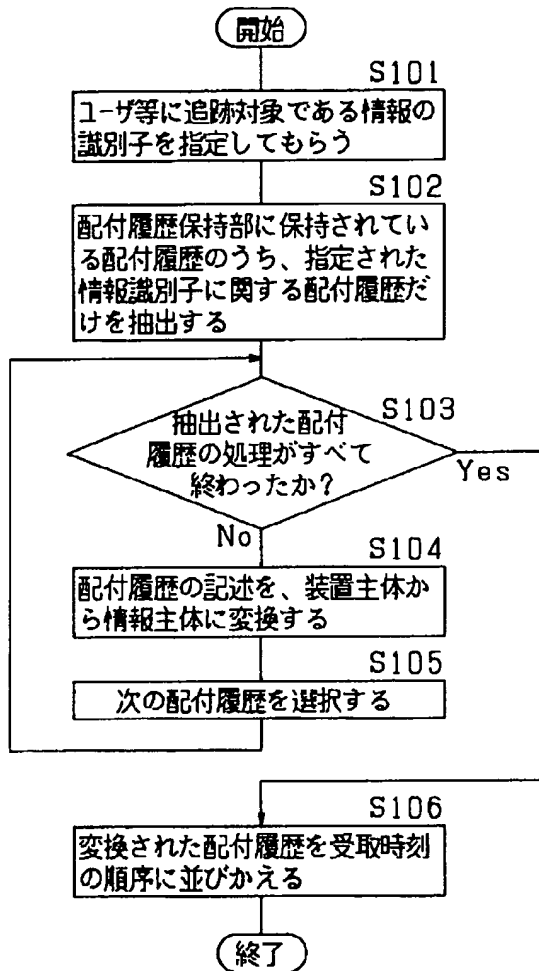 開始
S101
ユーザ等に追跡対象である情報の
識別子を指定してもらう
S102
配付履歴保持部に保持されてい
る配付履歴のうち、指定された
情報識別子に関する配付履歴だ
けを抽出する
S103
抽出された配付
履歴の処理がすべて
終わったか?
Yes
No
S104
配付履歴の記述を、装置主体か
ら情報主体に変換する
S105
次の配付履歴を選択する
S106
変換された配付履歴を受取時刻
の順序に並びかえる
終了